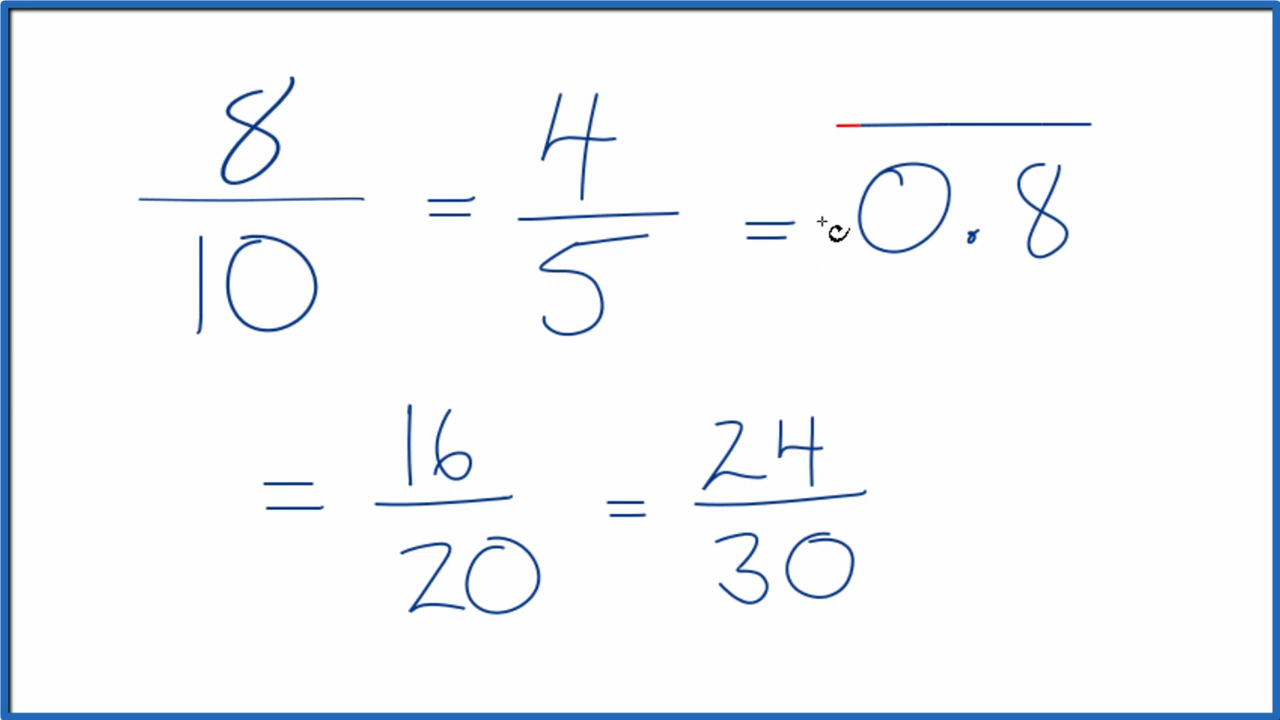 8/10 = 4/5 = 0.8
= 16/20 = 24/30